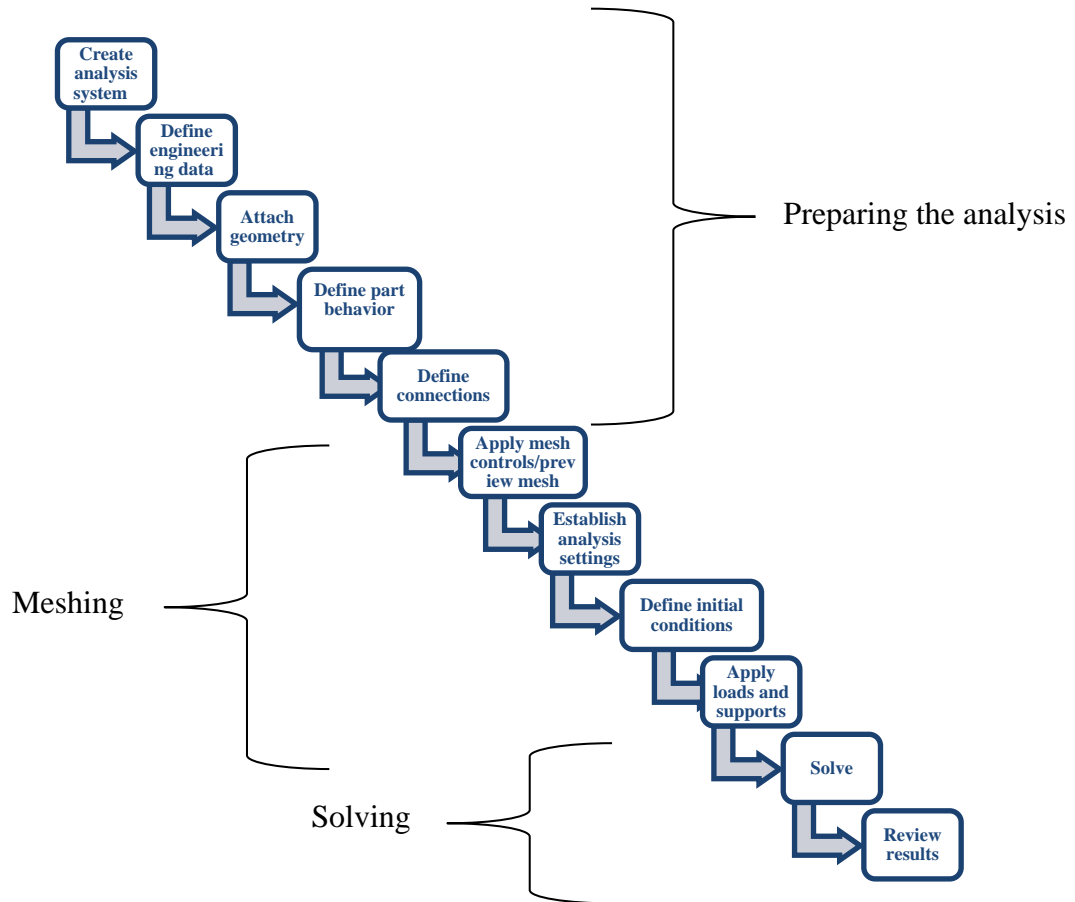 Create
analysis
system
Define
engineeri
ng data
Attach
geometry
Preparing the analysis
Define part
behavior
Define
connections
Apply mesh
controls/prev
iew mesh
Establish
analysis
settings
Meshing
Define initial
conditions
Apply
loads and
supports
Solve
Solving
Review
results